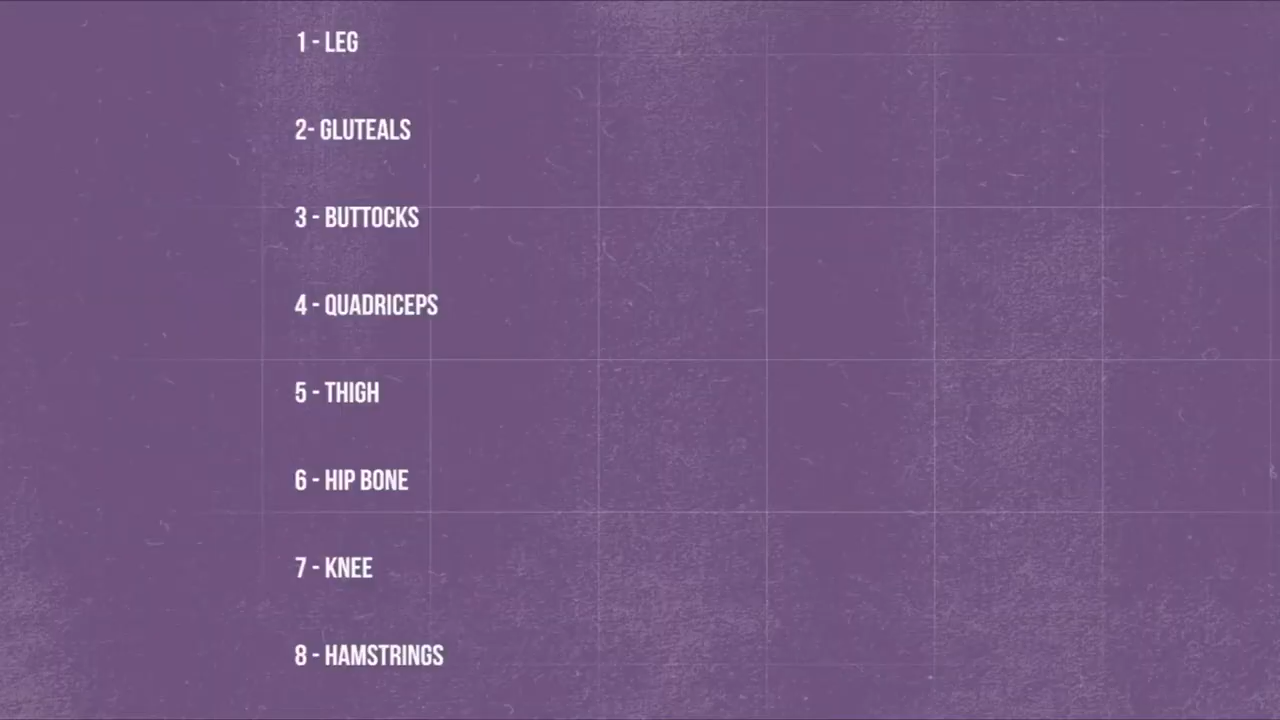 1 - LEG
2- GLUTEALS
3 - BUTTOCKS
4 - QUADRICEPS
5 - THIGH
6 - HIP BONE
7 - KNEE
8 - HAMSTRINGS